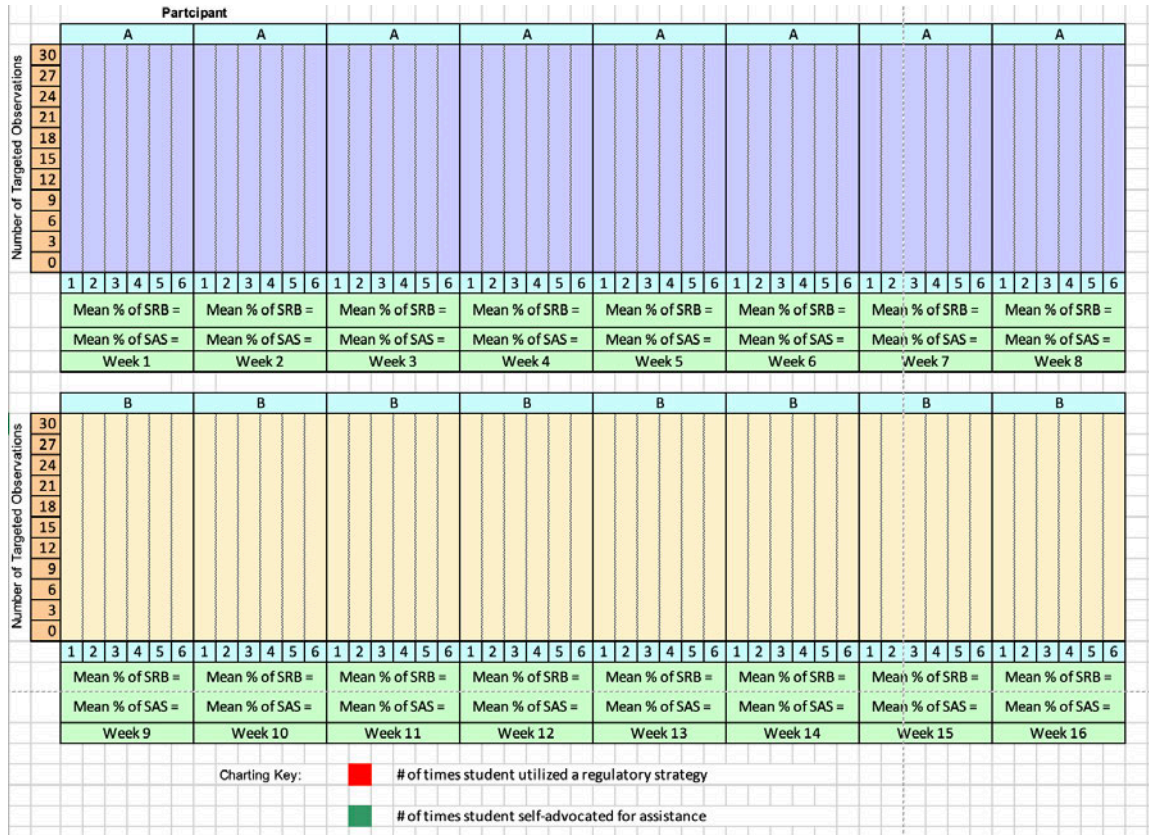 Partcipant
A A A A A A A A
Number of Targeted Observations
30
27
24
21
18
15
12
9
6
3
0
1 2 3 4 5 6 1 2 3 4 5 6 1 2 3 4 5 6 1 2 3 4 5 6 1 2 3 4 5 6 1 2 3 4 5 6 1 2 3 4 5 6 1 2 3 4 5 6
Mean % of SRB = Mean % of SRB = Mean % of SRB = Mean % of SRB = Mean % of SRB = Mean % of SRB = Mean % of SRB = Mean % of SRB =
Mean % of SAS = Mean % of SAS = Mean % of SAS = Mean % of SAS = Mean % of SAS = Mean % of SAS = Mean % of SAS = Mean % of SAS =
Week 1 Week 2 Week 3 Week 4 Week 5 Week 6 Week 7 Week 8
B B B B B B B B
Number of Targeted Observations
30
27
24
21
18
15
12
9
6
3
0
1 2 3 4 5 6 1 2 3 4 5 6 1 2 3 4 5 6 1 2 3 4 5 6 1 2 3 4 5 6 1 2 3 4 5 6 1 2 3 4 5 6 1 2 3 4 5 6
Mean % of SRB = Mean % of SRB = Mean % of SRB = Mean % of SRB = Mean % of SRB = Mean % of SRB = Mean % of SRB = Mean % of SRB =
Mean % of SAS = Mean % of SAS = Mean % of SAS = Mean % of SAS = Mean % of SAS = Mean % of SAS = Mean % of SAS = Mean % of SAS =
Week 9 Week 10 Week 11 Week 12 Week 13 Week 14 Week 15 Week 16
Charting Key: # of times student utilized a regulatory strategy
# of times student self-advocated for assistance